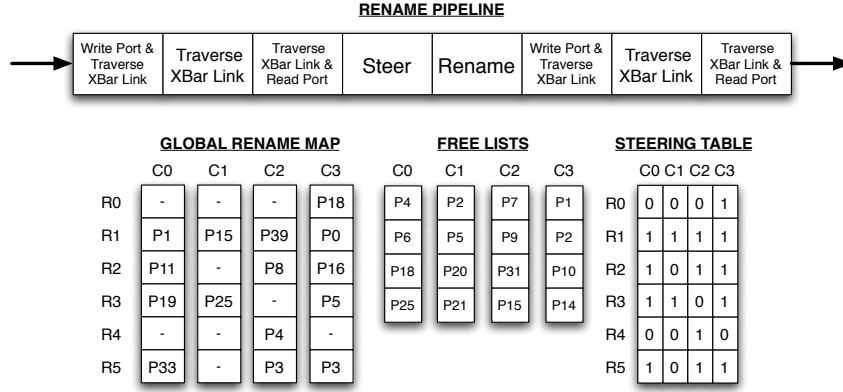 RENAME PIPELINE
Write Port & Traverse XBar Link
Traverse XBar Link
Traverse XBar Link & Read Port
Steer
Rename
Write Port & Traverse XBar Link
Traverse XBar Link
Traverse XBar Link & Read Port
GLOBAL RENAME MAP
C0 C1 C2 C3
R0 - - - P18
R1 P1 P15 P39 P0
R2 P11 - P8 P16
R3 P19 P25 - P5
R4 - - P4 -
R5 P33 - P3 P3
FREE LISTS
C0 C1 C2 C3
P4 P2 P7 P1
P6 P5 P9 P2
P18 P20 P31 P10
P25 P21 P15 P14
STEERING TABLE
C0 C1 C2 C3
R0 0 0 0 1
R1 1 1 1 1
R2 1 0 1 1
R3 1 1 0 1
R4 0 0 1 0
R5 1 0 1 1